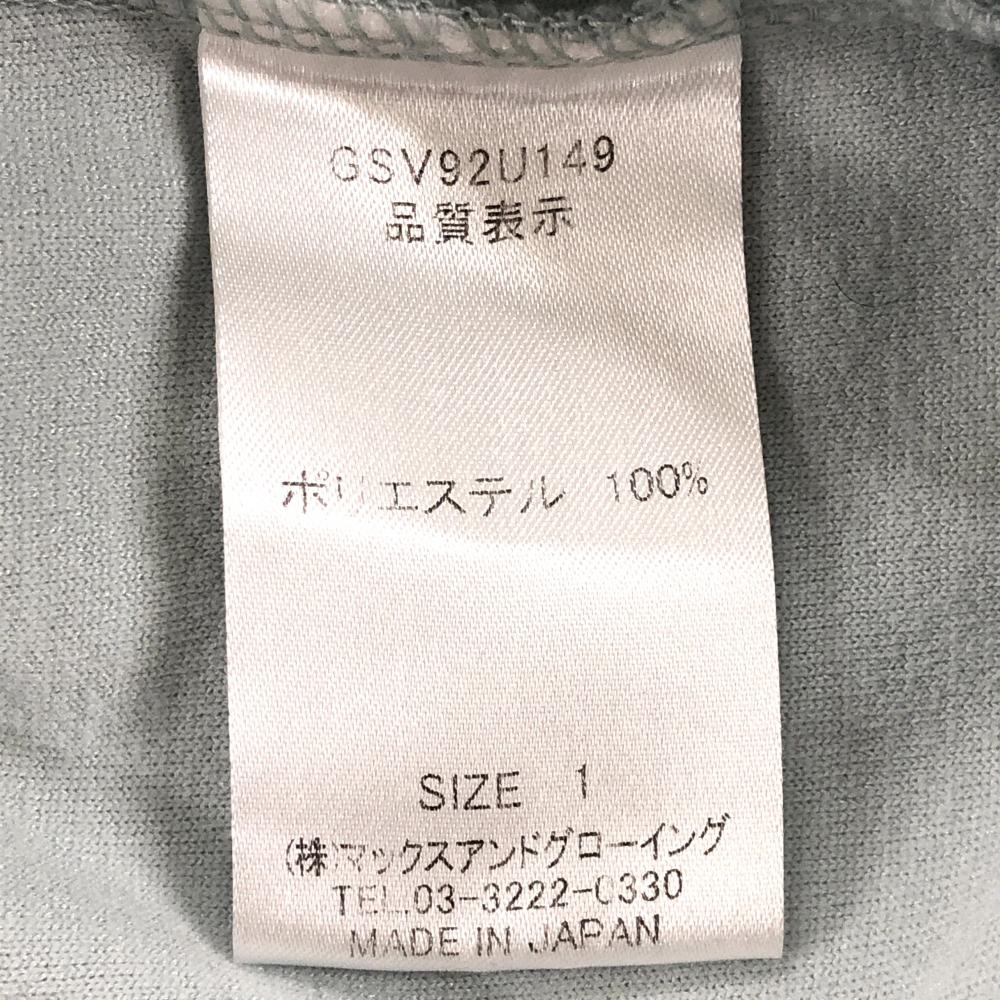 GSV92U149
品質表示
ポリエステル 100%
SIZE 1
(株)マックスアンドグローイング
TEL.03-3222-0330
MADE IN JAPAN